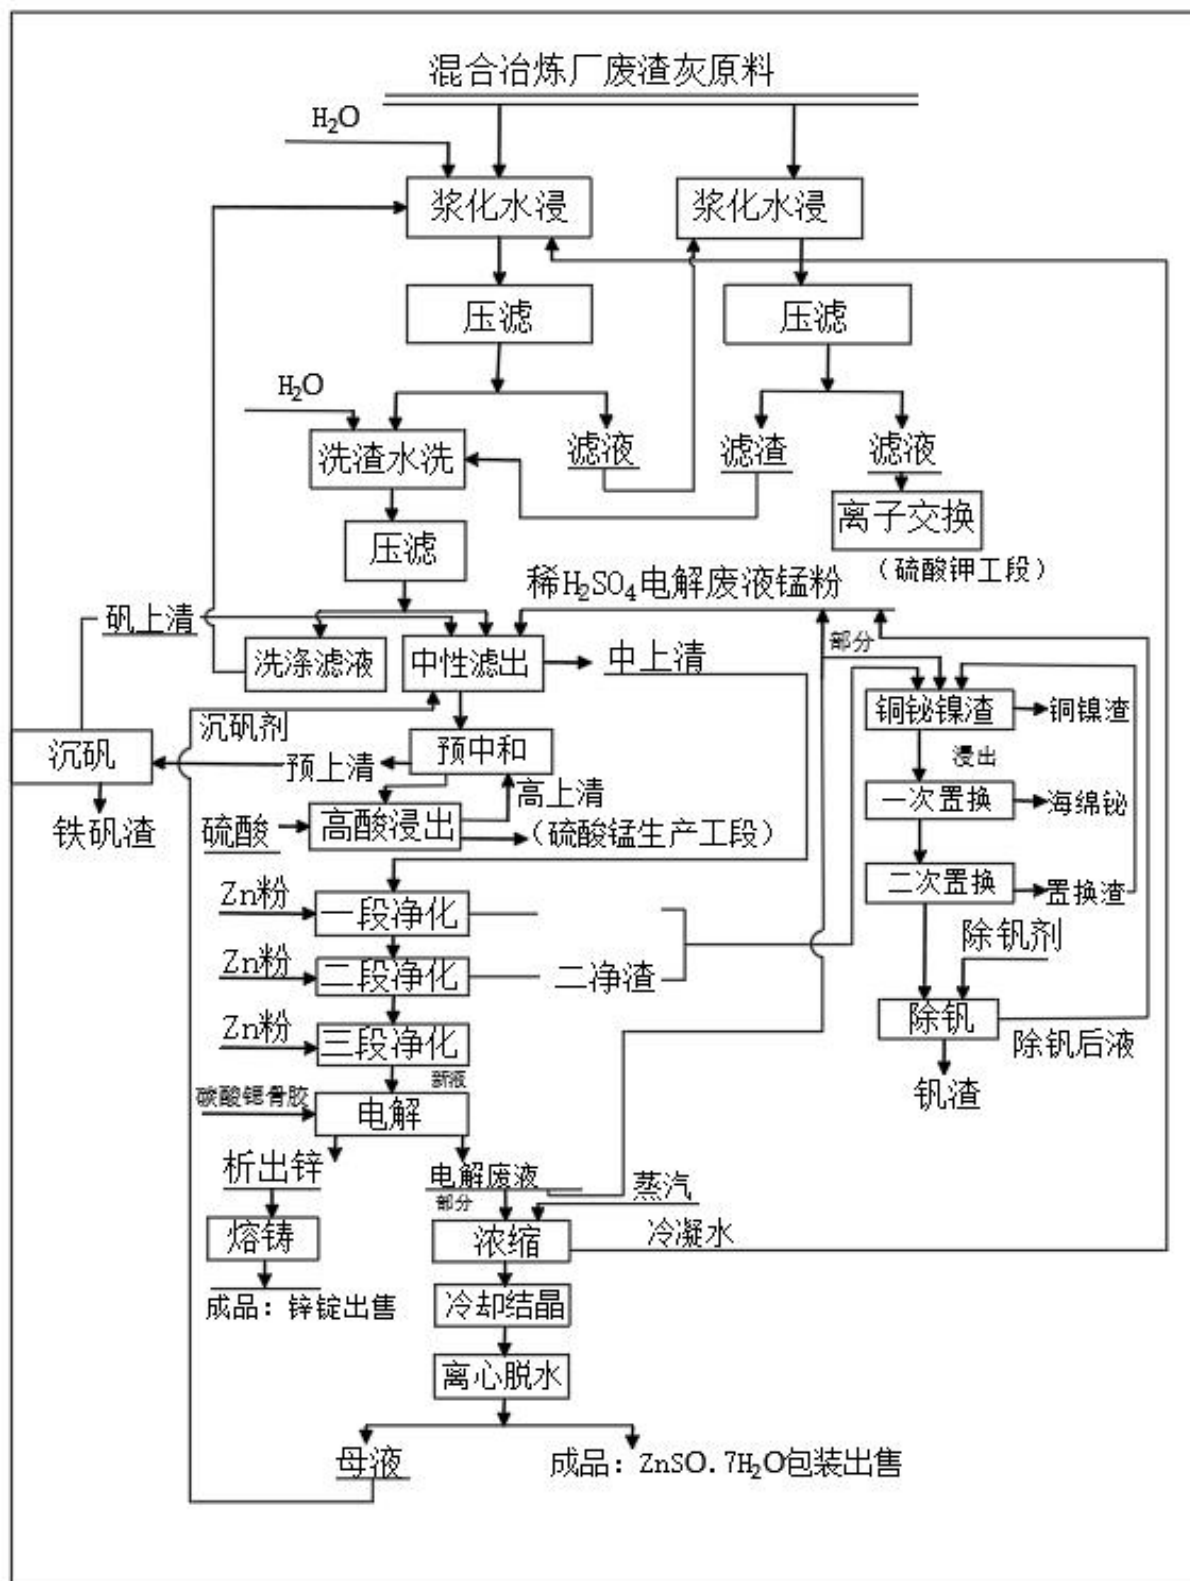 混合冶炼厂废渣灰原料
H₂O
浆化水浸
浆化水浸
压滤
压滤
H₂O
洗渣水洗
滤液
滤渣
滤液
离子交换
(硫酸钾工段)
压滤
稀H₂SO₄电解废液锰粉
矾上清
部分
洗涤滤液
中性滤出
中上清
铜铋镍渣
铜镍渣
沉矾剂
沉矾
预中和
浸出
预上清
高上清
一次置换
海绵铋
铁矾渣
硫酸
高酸浸出
(硫酸锰生产工段)
二次置换
置换渣
Zn粉
一段净化
除钒剂
Zn粉
二段净化
二净渣
除钒
除钒后液
Zn粉
三段净化
新液
钒渣
碳酸锶骨胶
电解
析出锌
电解废液
蒸汽
部分
熔铸
浓缩
冷凝水
成品：锌锭出售
冷却结晶
离心脱水
母液
成品：ZnSO.7H₂O包装出售